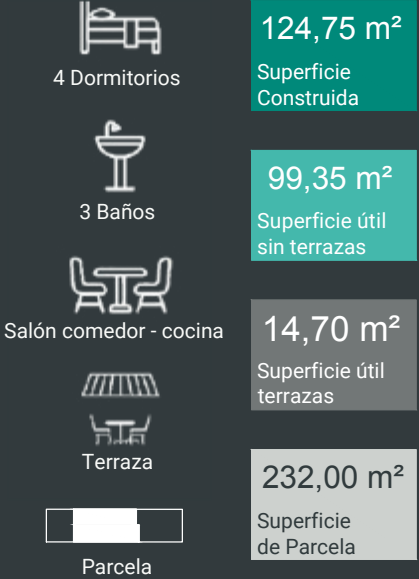 4 Dormitorios
3 Baños
Salón comedor - cocina
Terraza
Parcela
124,75 m²
Superficie
Construida
99,35 m²
Superficie útil
sin terrazas
14,70 m²
Superficie útil
terrazas
232,00 m²
Superficie
de Parcela